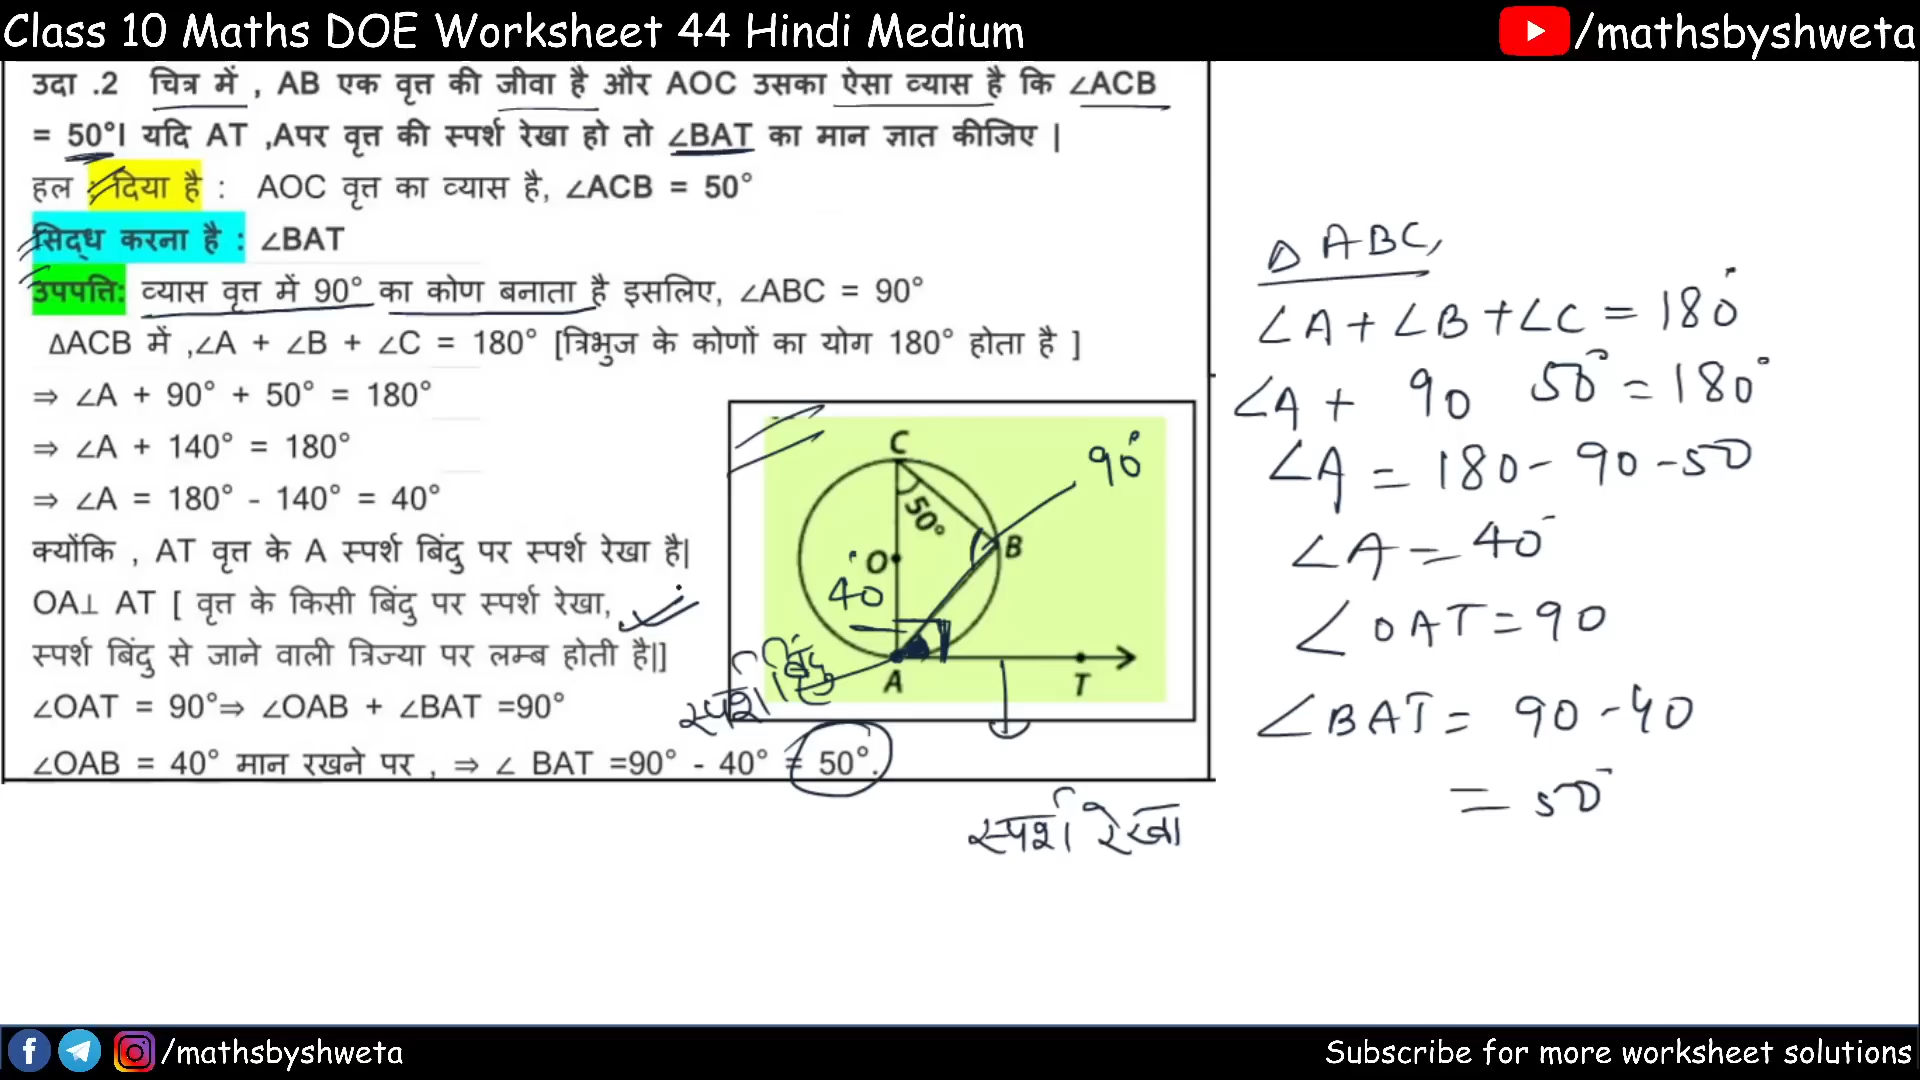 Class 10 Maths DOE Worksheet 44 Hindi Medium
/mathsbyshweta
उदा .2 चित्र में , AB एक वृत्त की जीवा है और AOC उसका ऐसा व्यास है कि ∠ACB
= 50°। यदि AT ,Aपर वृत्त की स्पर्श रेखा हो तो ∠BAT का मान ज्ञात कीजिए |
हल : दिया है : AOC वृत्त का व्यास है, ∠ACB = 50°
सिद्ध करना है : ∠BAT
उपपति: व्यास वृत्त में 90° का कोण बनाता है इसलिए, ∠ABC = 90°
ΔACB में ,∠A + ∠B + ∠C = 180° [त्रिभुज के कोणों का योग 180° होता है ]
⇒ ∠A + 90° + 50° = 180°
⇒ ∠A + 140° = 180°
⇒ ∠A = 180° - 140° = 40°
क्योंकि , AT वृत्त के A स्पर्श बिंदु पर स्पर्श रेखा है|
OA⊥ AT [ वृत्त के किसी बिंदु पर स्पर्श रेखा,
स्पर्श बिंदु से जाने वाली त्रिज्या पर लम्ब होती है|]
∠OAT = 90°⇒ ∠OAB + ∠BAT =90°
∠OAB = 40° मान रखने पर , ⇒ ∠ BAT =90° - 40° = 50°.
C
90°
50°
B
O
40°
A
T
स्पर्श बिंदु
स्पर्श रेखा
Δ ABC,
∠A + ∠B + ∠C = 180°
∠A + 90 50° = 180°
∠A = 180 - 90 - 50
∠A = 40°
∠OAT = 90
∠BAT = 90 - 40
= 50°
/mathsbyshweta
Subscribe for more worksheet solutions